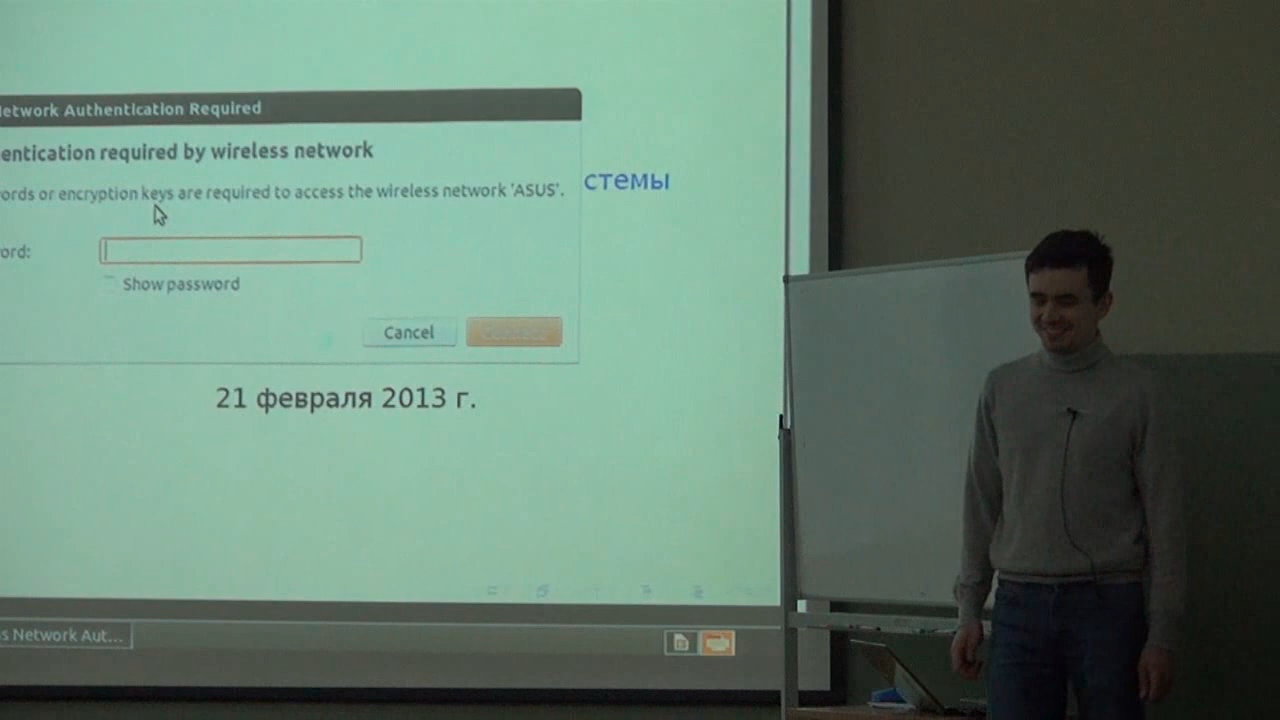 etwork Authentication Required
entication required by wireless network
ords or encryption keys are required to access the wireless network 'ASUS'.
стемы
ord:
Show password
Cancel
21 февраля 2013 г.
s Network Aut...